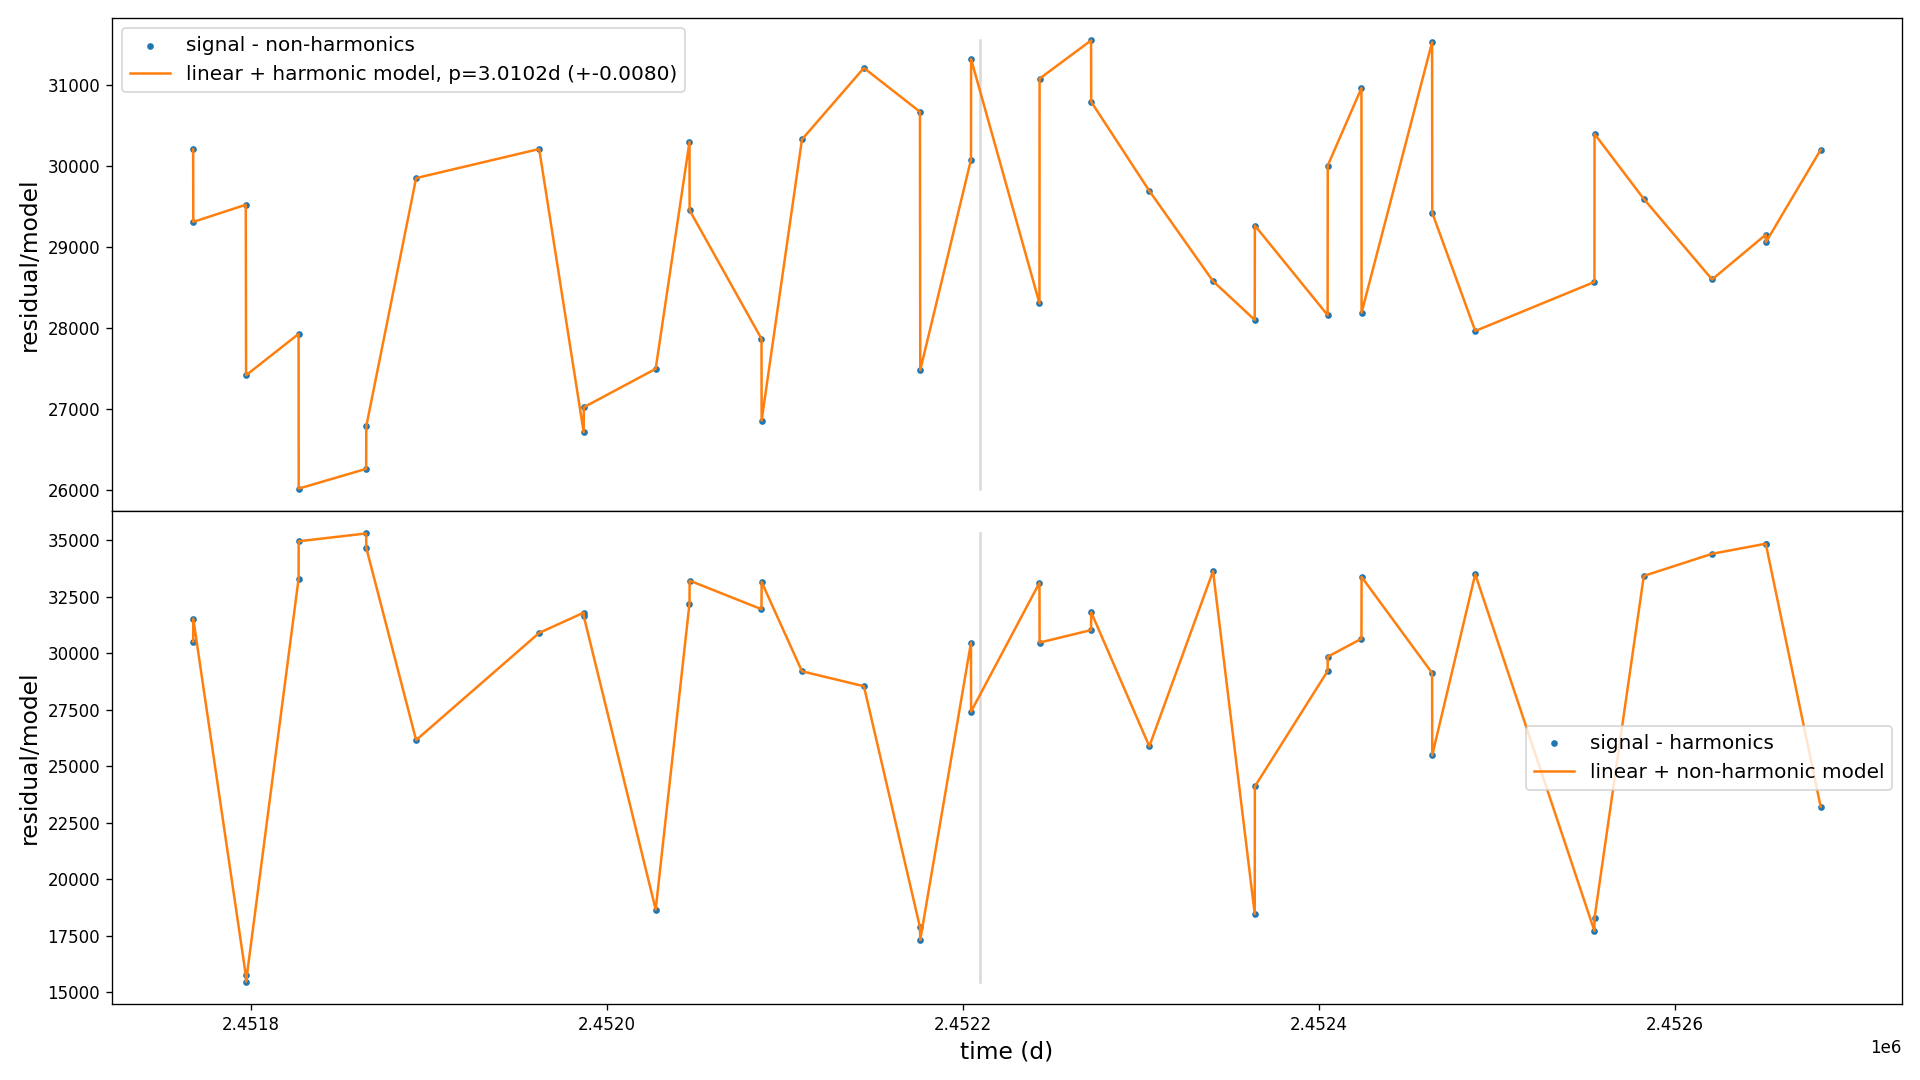 signal - non-harmonics
linear + harmonic model, p=3.0102d (+-0.0080)
residual/model
31000
30000
29000
28000
27000
26000
signal - harmonics
linear + non-harmonic model
residual/model
35000
32500
30000
27500
25000
22500
20000
17500
15000
2.4518 2.4520 2.4522 2.4524 2.4526
time (d)
1e6